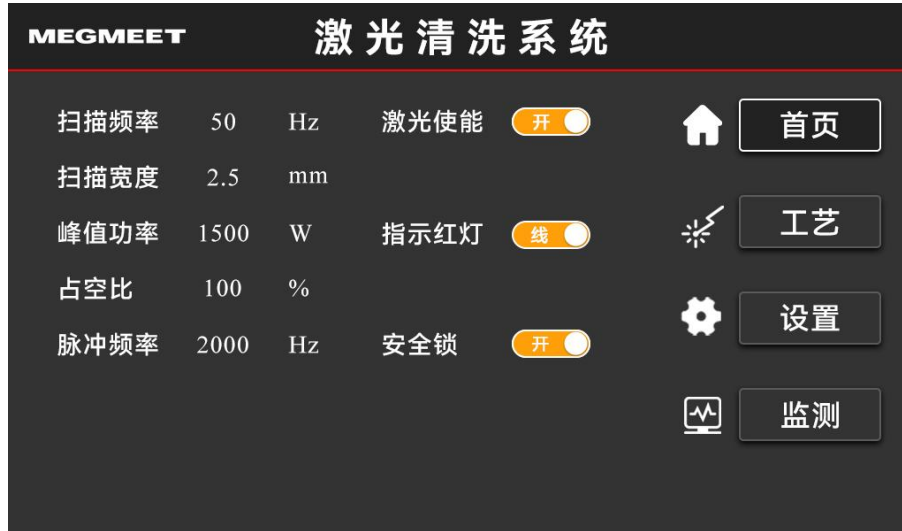 MEGMEET 激光清洗系统
扫描频率 50 Hz 激光使能 开 首页
扫描宽度 2.5 mm
峰值功率 1500 W 指示红灯 线 工艺
占空比 100 %
脉冲频率 2000 Hz 安全锁 开 设置
监测